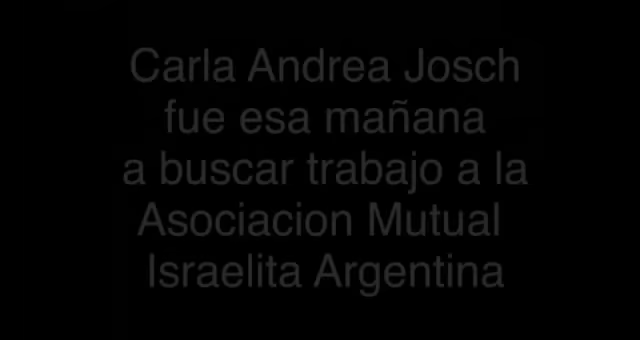 Carla Andrea Josch
fue esa mañana
a buscar trabajo a la
Asociacion Mutual
Israelita Argentina